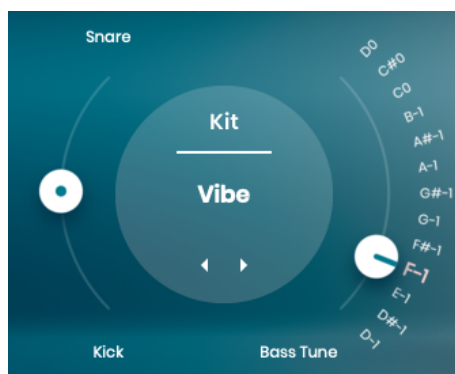 Snare
D0
C#0
C0
B-1
A#-1
A-1
G#-1
G-1
F#-1
F-1
E-1
D#-1
D-1
Kit
Vibe
Kick
Bass Tune